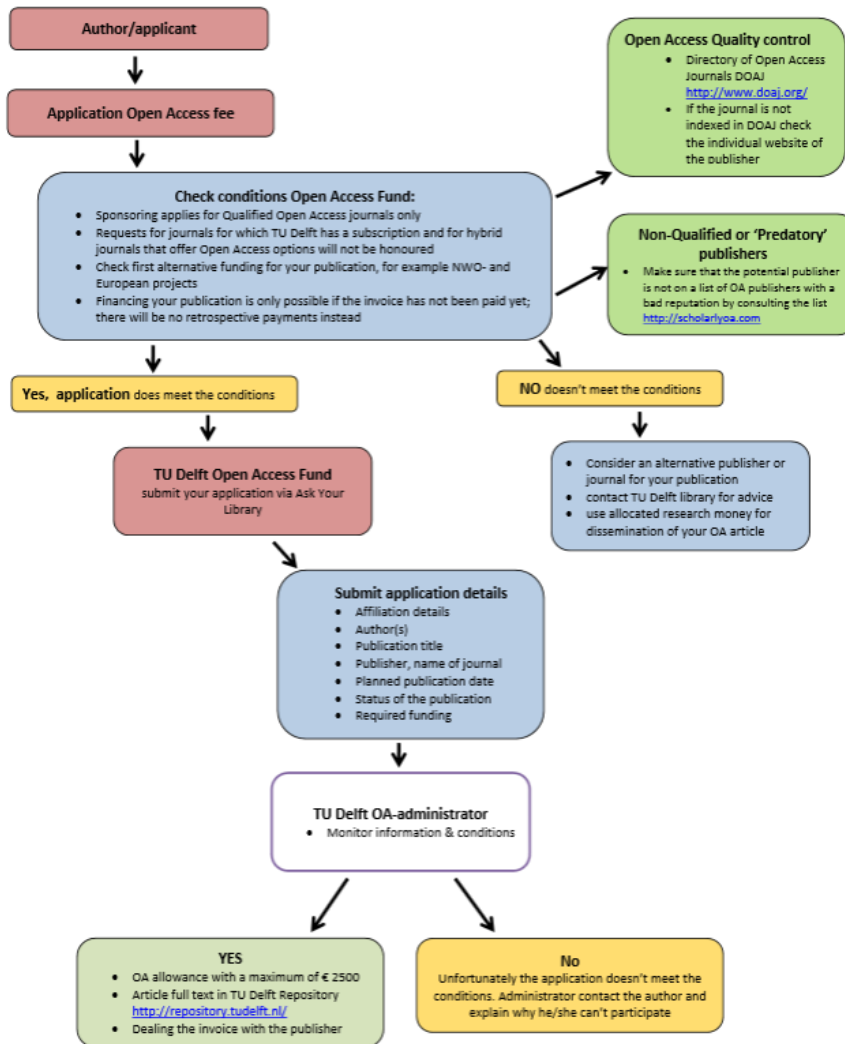 Author/applicant
Application Open Access fee
Open Access Quality control
• Directory of Open Access
Journals DOAJ
http://www.doaj.org/
• If the journal is not
indexed in DOAJ check
the individual website of
the publisher
Check conditions Open Access Fund:
• Sponsoring applies for Qualified Open Access journals only
• Requests for journals for which TU Delft has a subscription and for hybrid
journals that offer Open Access options will not be honoured
• Check first alternative funding for your publication, for example NWO- and
European projects
• Financing your publication is only possible if the invoice has not been paid yet;
there will be no retrospective payments instead
Non-Qualified or ‘Predatory’
publishers
• Make sure that the potential publisher
is not on a list of OA publishers with a
bad reputation by consulting the list
http://scholarlyoa.com
Yes, application does meet the conditions
NO doesn’t meet the conditions
TU Delft Open Access Fund
submit your application via Ask Your
Library
• Consider an alternative publisher or
journal for your publication
• contact TU Delft library for advice
• use allocated research money for
dissemination of your OA article
Submit application details
• Affiliation details
• Author(s)
• Publication title
• Publisher, name of journal
• Planned publication date
• Status of the publication
• Required funding
TU Delft OA-administrator
• Monitor information & conditions
YES
• OA allowance with a maximum of € 2500
• Article full text in TU Delft Repository
http://repository.tudelft.nl/
• Dealing the invoice with the publisher
No
Unfortunately the application doesn’t meet the
conditions. Administrator contact the author and
explain why he/she can’t participate